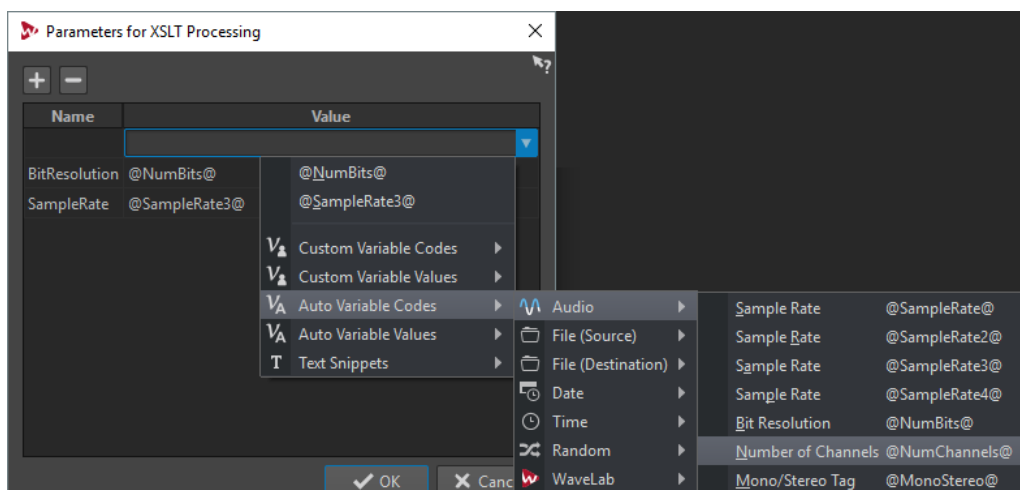 Parameters for XSLT Processing
Name Value
BitResolution @NumBits@
SampleRate @SampleRate3@
@NumBits@
@SampleRate3@
Custom Variable Codes
Custom Variable Values
Auto Variable Codes
Auto Variable Values
Text Snippets
Audio
File (Source)
File (Destination)
Date
Time
Random
WaveLab
Sample Rate @SampleRate@
Sample Rate @SampleRate2@
Sample Rate @SampleRate3@
Sample Rate @SampleRate4@
Bit Resolution @NumBits@
Number of Channels @NumChannels@
Mono/Stereo Tag @MonoStereo@
OK Canc